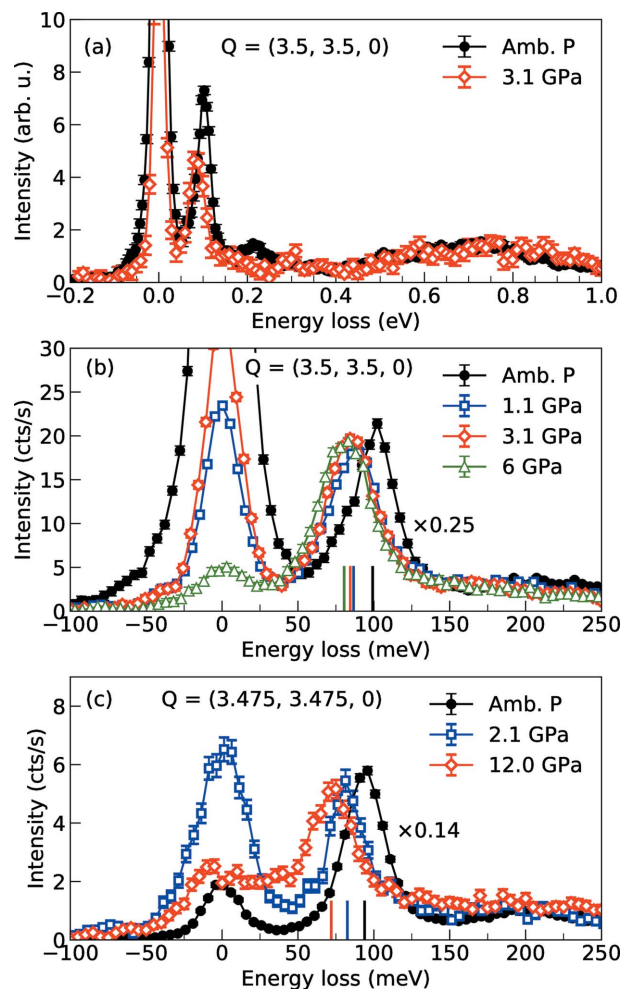 (a) Q = (3.5, 3.5, 0)
Amb. P
3.1 GPa
Intensity (arb. u.)
10
8
6
4
2
0
−0.2 0.0 0.2 0.4 0.6 0.8 1.0
Energy loss (eV)
(b) Q = (3.5, 3.5, 0)
Amb. P
1.1 GPa
3.1 GPa
6 GPa
×0.25
Intensity (cts/s)
30
25
20
15
10
5
0
−100 −50 0 50 100 150 200 250
Energy loss (meV)
(c) Q = (3.475, 3.475, 0)
Amb. P
2.1 GPa
12.0 GPa
×0.14
Intensity (cts/s)
8
6
4
2
0
−100 −50 0 50 100 150 200 250
Energy loss (meV)